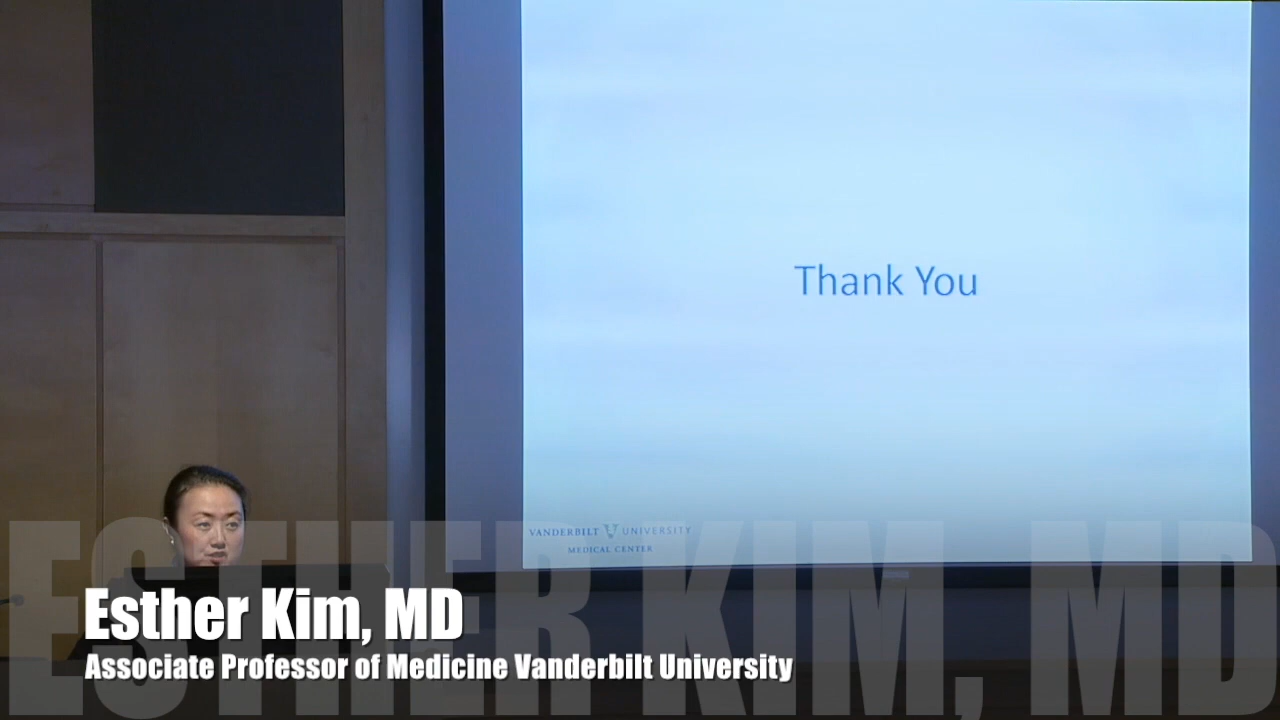 Thank You
VANDERBILT UNIVERSITY
MEDICAL CENTER
ESTHER KIM, MD
Esther Kim, MD
Associate Professor of Medicine Vanderbilt University